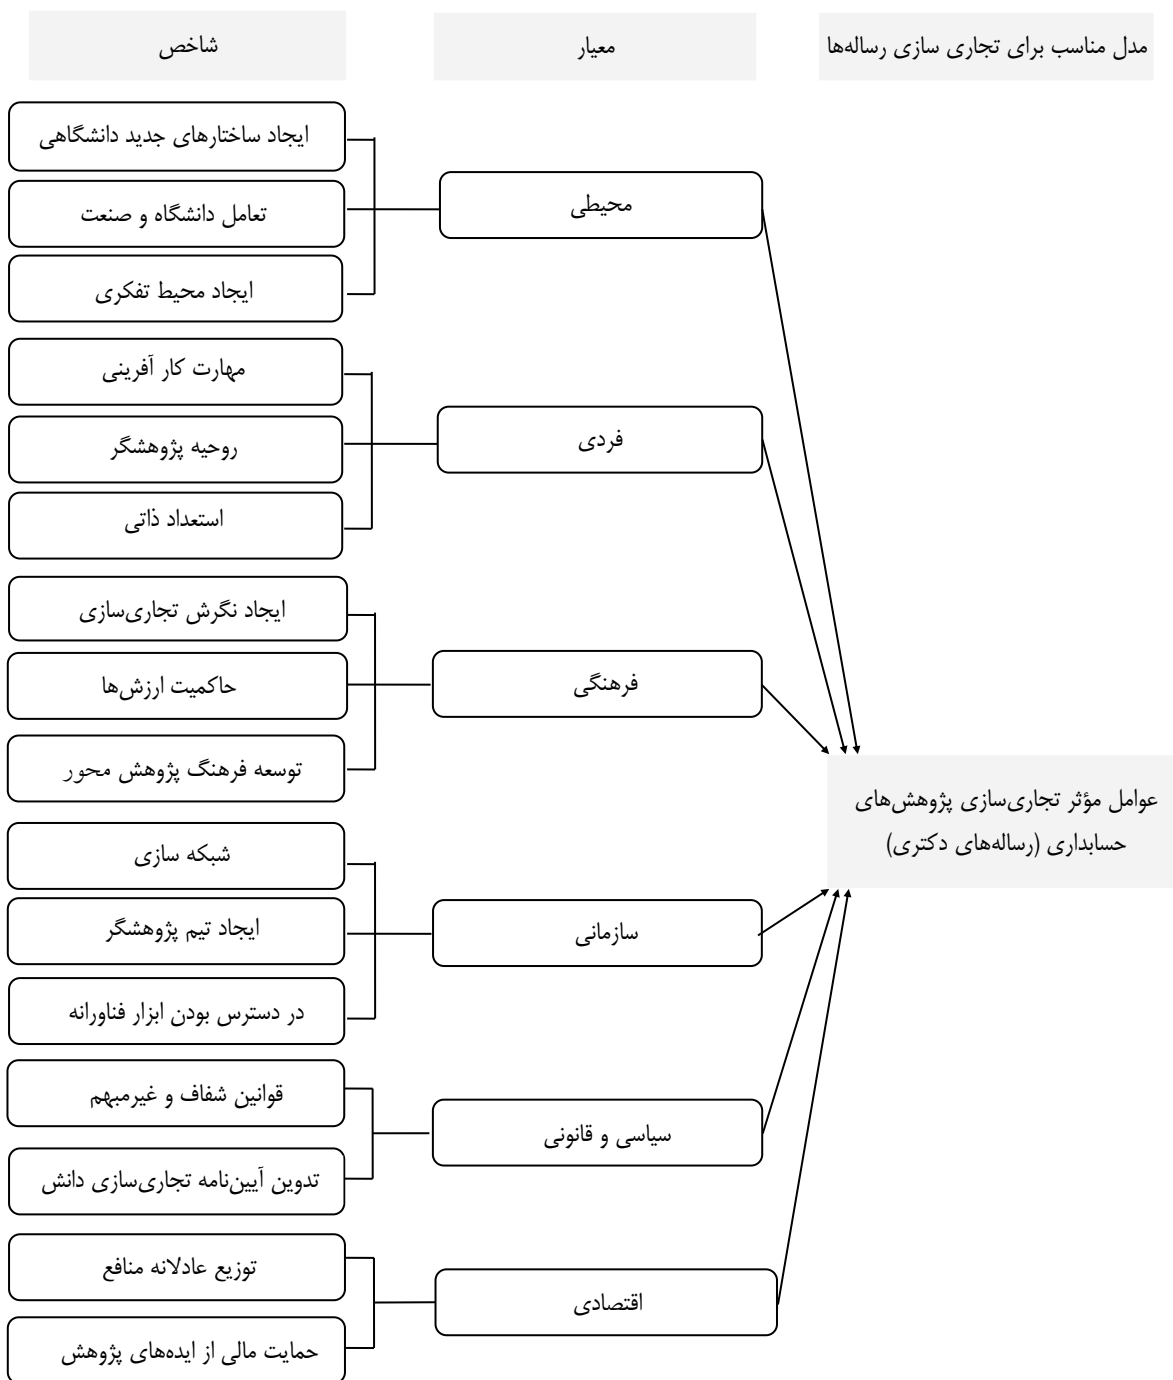 مدل مناسب برای تجاری سازی رساله‌ها
معیار
شاخص
ایجاد ساختارهای جدید دانشگاهی
محیطی
تعامل دانشگاه و صنعت
ایجاد محیط تفکری
مهارت کار آفرینی
فردی
روحیه پژوهشگر
استعداد ذاتی
ایجاد نگرش تجاری‌سازی
فرهنگی
حاکمیت ارزش‌ها
توسعه فرهنگ پژوهش محور
عوامل مؤثر تجاری‌سازی پژوهش‌های
حسابداری (رساله‌های دکتری)
شبکه سازی
سازمانی
ایجاد تیم پژوهشگر
در دسترس بودن ابزار فناورانه
قوانین شفاف و غیرمبهم
سیاسی و قانونی
تدوین آیین‌نامه تجاری‌سازی دانش
توزیع عادلانه منافع
اقتصادی
حمایت مالی از ایده‌های پژوهش